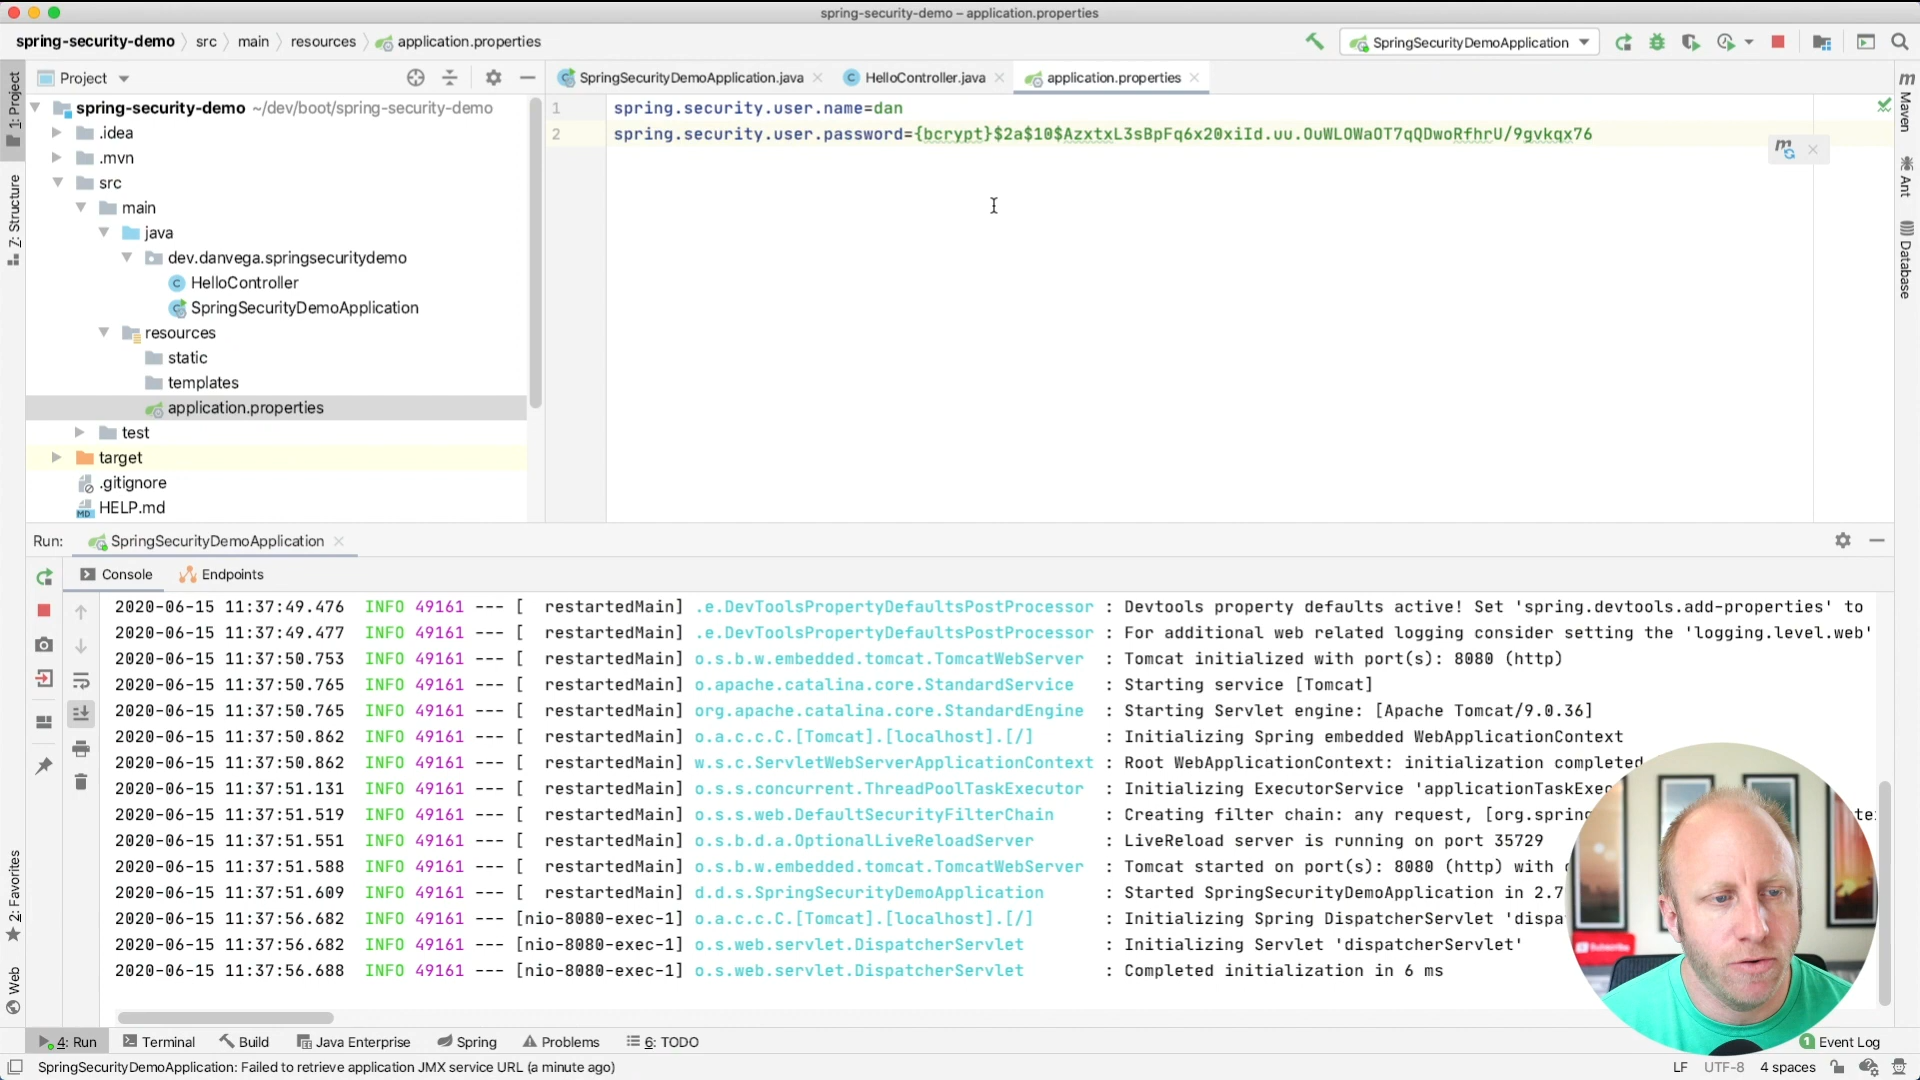 spring-security-demo – application.properties
spring-security-demo src main resources application.properties
SpringSecurityDemoApplication
1: Project
Project
SpringSecurityDemoApplication.java
HelloController.java
application.properties
spring-security-demo ~/dev/boot/spring-security-demo
.idea
.mvn
src
main
java
dev.danvega.springsecuritydemo
HelloController
SpringSecurityDemoApplication
resources
static
templates
application.properties
test
target
.gitignore
HELP.md
1 spring.security.user.name=dan
2 spring.security.user.password={bcrypt}$2a$10$AzxtxL3sBpFq6x20xiId.uu.OuWLOWaOT7qQDwoRfhrU/9gvkqx76
Maven
Ant
Database
7: Structure
2: Favorites
Web
Run: SpringSecurityDemoApplication
Console Endpoints
2020-06-15 11:37:49.476 INFO 49161 --- [ restartedMain] .e.DevToolsPropertyDefaultsPostProcessor : Devtools property defaults active! Set 'spring.devtools.add-properties' to
2020-06-15 11:37:49.477 INFO 49161 --- [ restartedMain] .e.DevToolsPropertyDefaultsPostProcessor : For additional web related logging consider setting the 'logging.level.web'
2020-06-15 11:37:50.753 INFO 49161 --- [ restartedMain] o.s.b.w.embedded.tomcat.TomcatWebServer : Tomcat initialized with port(s): 8080 (http)
2020-06-15 11:37:50.765 INFO 49161 --- [ restartedMain] o.apache.catalina.core.StandardService : Starting service [Tomcat]
2020-06-15 11:37:50.765 INFO 49161 --- [ restartedMain] org.apache.catalina.core.StandardEngine : Starting Servlet engine: [Apache Tomcat/9.0.36]
2020-06-15 11:37:50.862 INFO 49161 --- [ restartedMain] o.a.c.c.C.[Tomcat].[localhost].[/] : Initializing Spring embedded WebApplicationContext
2020-06-15 11:37:50.862 INFO 49161 --- [ restartedMain] w.s.c.ServletWebServerApplicationContext : Root WebApplicationContext: initialization completed
2020-06-15 11:37:51.131 INFO 49161 --- [ restartedMain] o.s.s.concurrent.ThreadPoolTaskExecutor : Initializing ExecutorService 'applicationTaskExec
2020-06-15 11:37:51.519 INFO 49161 --- [ restartedMain] o.s.s.web.DefaultSecurityFilterChain : Creating filter chain: any request, [org.spring
2020-06-15 11:37:51.551 INFO 49161 --- [ restartedMain] o.s.b.d.a.OptionalLiveReloadServer : LiveReload server is running on port 35729
2020-06-15 11:37:51.588 INFO 49161 --- [ restartedMain] o.s.b.w.embedded.tomcat.TomcatWebServer : Tomcat started on port(s): 8080 (http) with
2020-06-15 11:37:51.609 INFO 49161 --- [ restartedMain] d.d.s.SpringSecurityDemoApplication : Started SpringSecurityDemoApplication in 2.7
2020-06-15 11:37:56.682 INFO 49161 --- [nio-8080-exec-1] o.a.c.c.C.[Tomcat].[localhost].[/] : Initializing Spring DispatcherServlet 'dispa
2020-06-15 11:37:56.682 INFO 49161 --- [nio-8080-exec-1] o.s.web.servlet.DispatcherServlet : Initializing Servlet 'dispatcherServlet'
2020-06-15 11:37:56.688 INFO 49161 --- [nio-8080-exec-1] o.s.web.servlet.DispatcherServlet : Completed initialization in 6 ms
4: Run Terminal Build Java Enterprise Spring Problems 6: TODO 1 Event Log
SpringSecurityDemoApplication: Failed to retrieve application JMX service URL (a minute ago) LF UTF-8 4 spaces